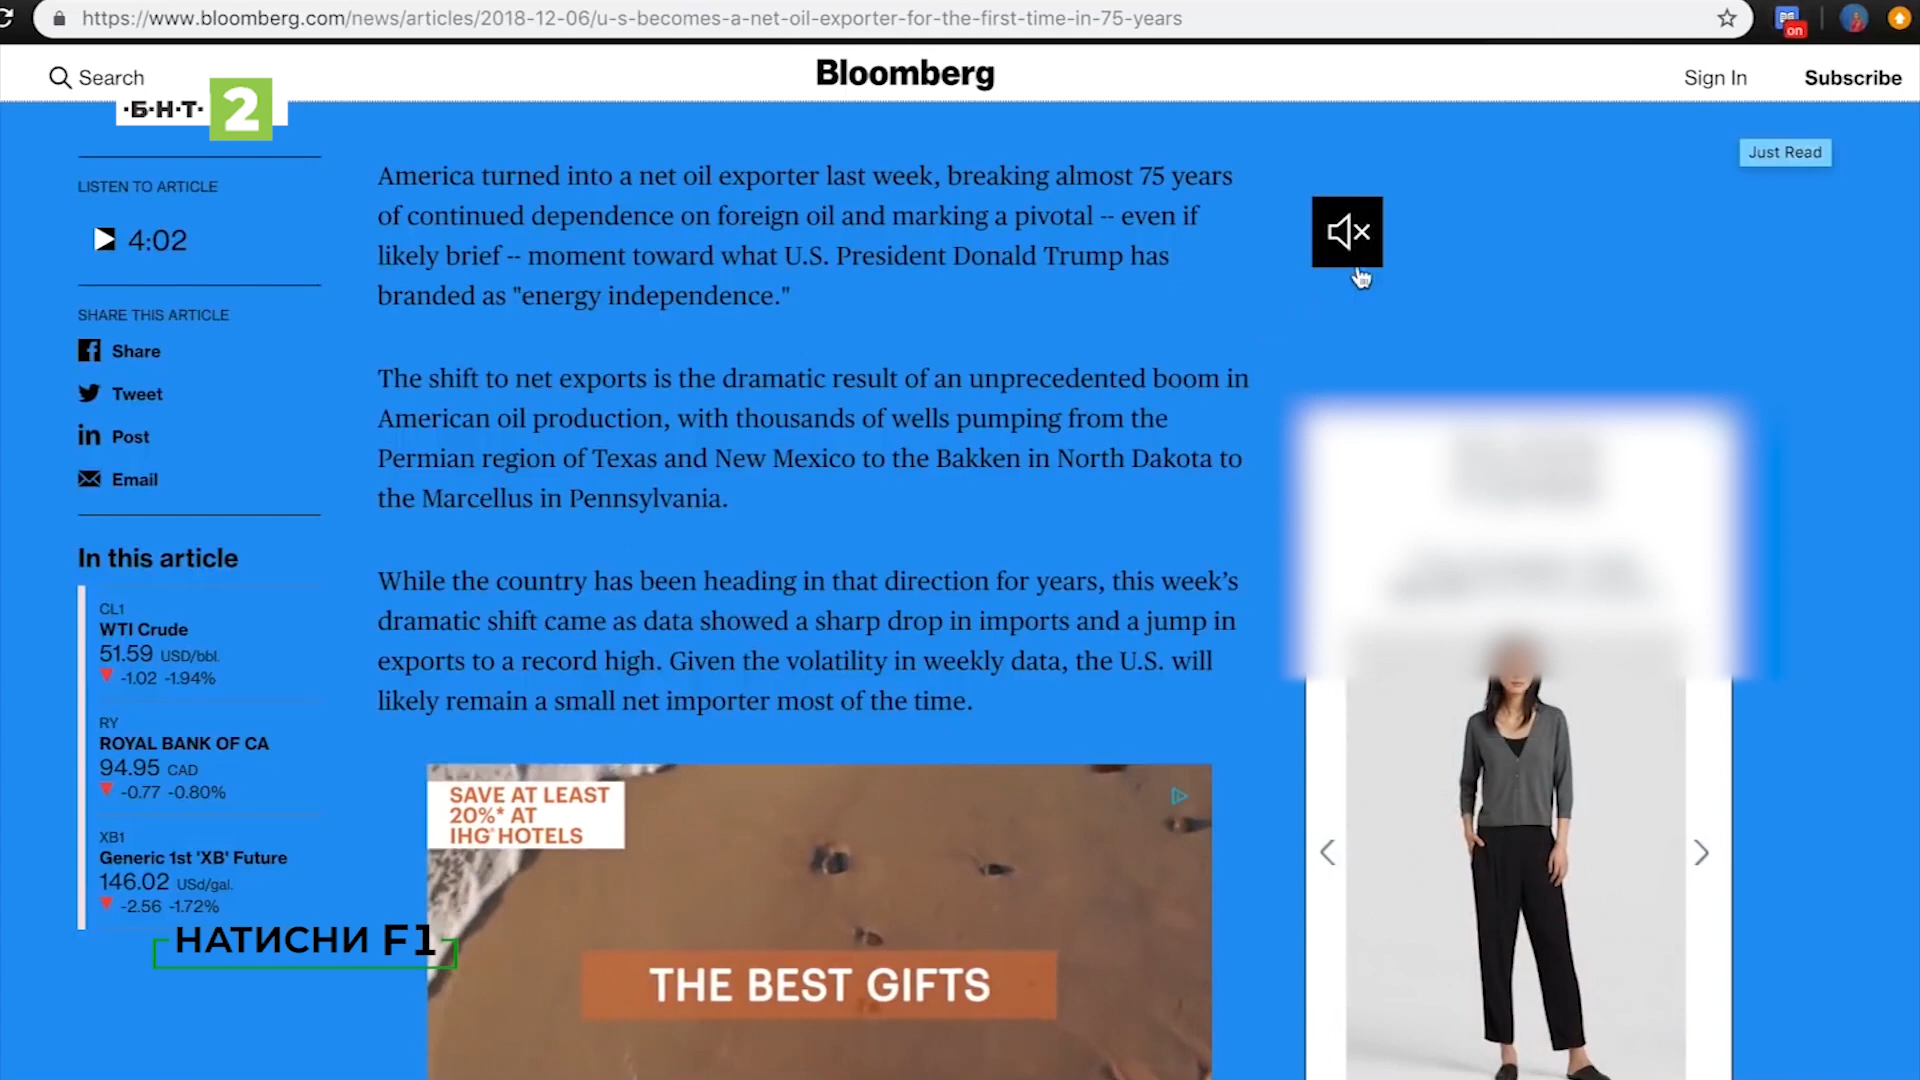 https://www.bloomberg.com/news/articles/2018-12-06/u-s-becomes-a-net-oil-exporter-for-the-first-time-in-75-years
on
Search
Bloomberg
Sign In
Subscribe
·Б·Н·Т· 2
Just Read
LISTEN TO ARTICLE
4:02
SHARE THIS ARTICLE
Share
Tweet
Post
Email
In this article
CL1
WTI Crude
51.59 USD/bbl.
-1.02 -1.94%
RY
ROYAL BANK OF CA
94.95 CAD
-0.77 -0.80%
XB1
Generic 1st 'XB' Future
146.02 USd/gal.
-2.56 -1.72%
НАТИСНИ F1
America turned into a net oil exporter last week, breaking almost 75 years
of continued dependence on foreign oil and marking a pivotal -- even if
likely brief -- moment toward what U.S. President Donald Trump has
branded as "energy independence."
The shift to net exports is the dramatic result of an unprecedented boom in
American oil production, with thousands of wells pumping from the
Permian region of Texas and New Mexico to the Bakken in North Dakota to
the Marcellus in Pennsylvania.
While the country has been heading in that direction for years, this week’s
dramatic shift came as data showed a sharp drop in imports and a jump in
exports to a record high. Given the volatility in weekly data, the U.S. will
likely remain a small net importer most of the time.
SAVE AT LEAST
20%* AT
IHG® HOTELS
THE BEST GIFTS